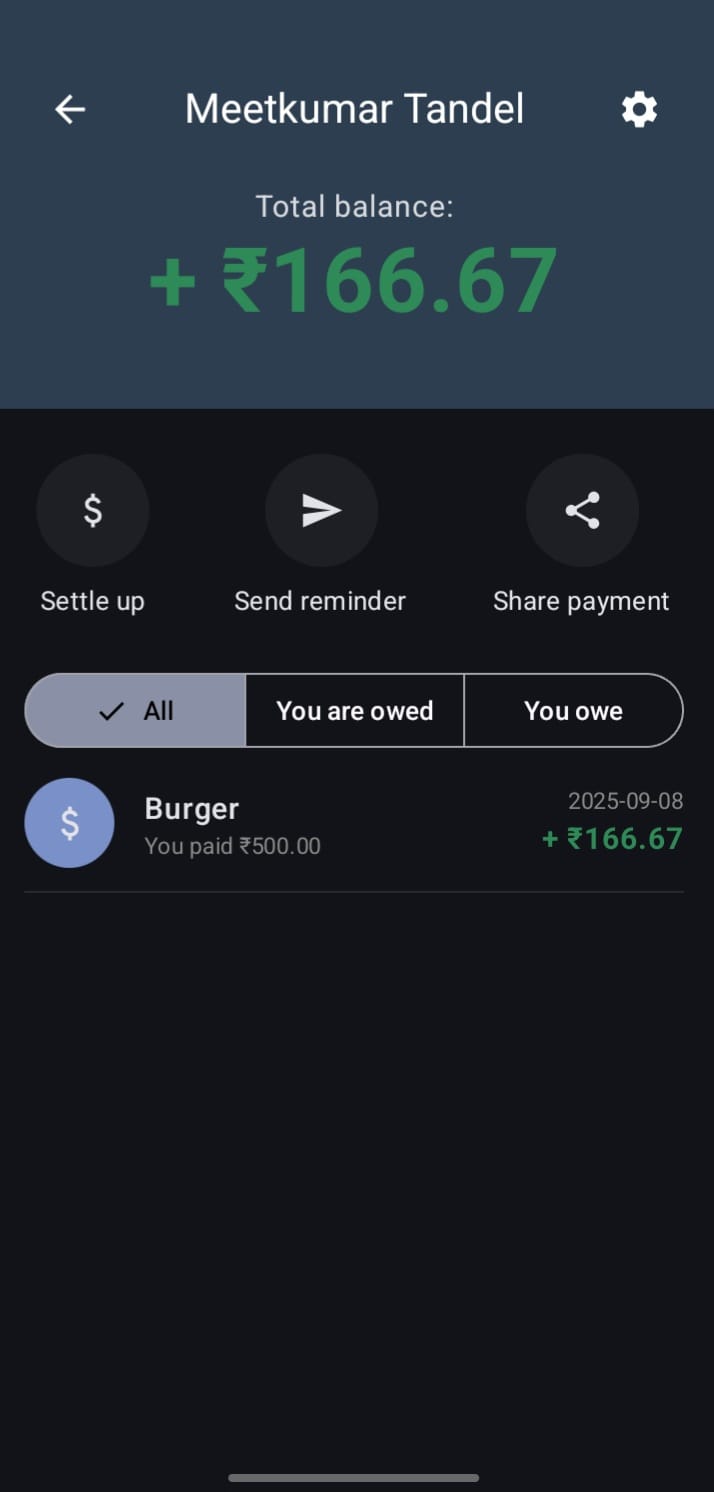 Meetkumar Tandel
Total balance:
+ ₹166.67
$
Settle up
Send reminder
Share payment
All
You are owed
You owe
$
Burger
2025-09-08
You paid ₹500.00
+ ₹166.67